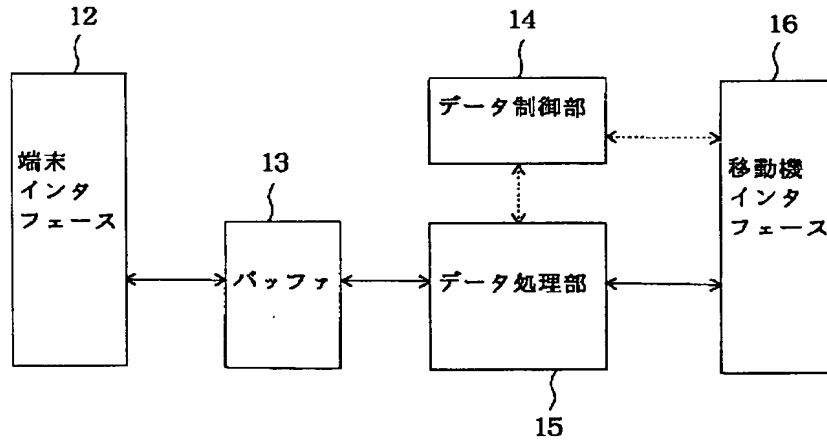 12
14
16
データ制御部
端末
インタ
フェース
13
移動機
インタ
フェース
バッファ
データ処理部
15